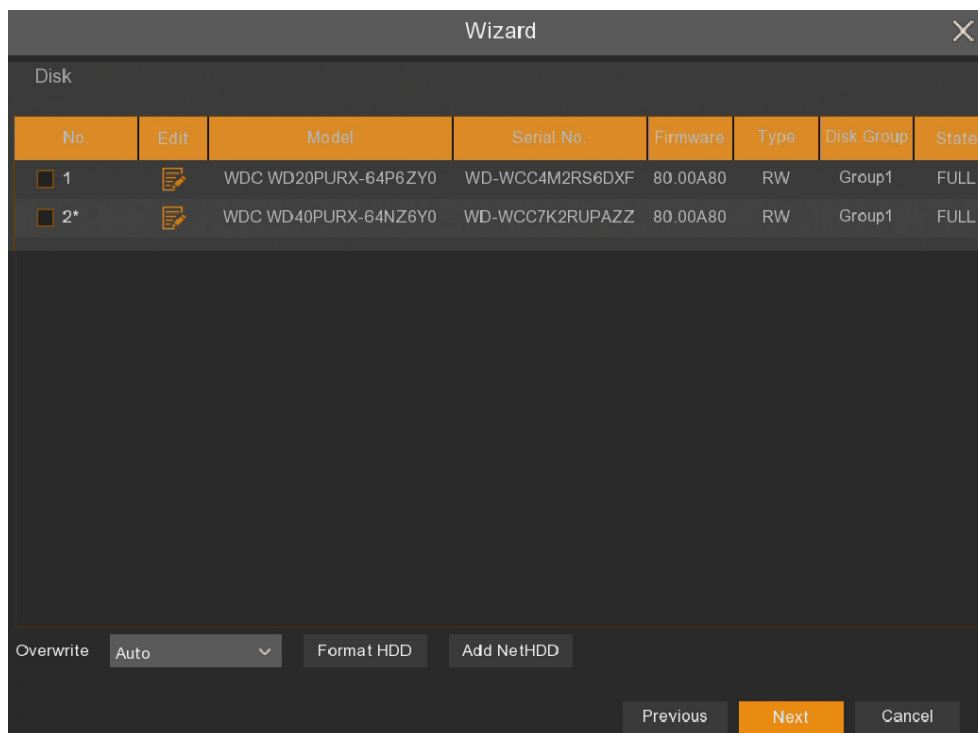 Wizard
Disk
No. Edit Model Serial No. Firmware Type Disk Group State
1 WDC WD20PURX-64P6ZY0 WD-WCC4M2RS6DXF 80.00A80 RW Group1 FULL
2* WDC WD40PURX-64NZ6Y0 WD-WCC7K2RUPAZZ 80.00A80 RW Group1 FULL
Overwrite Auto Format HDD Add NetHDD
Previous Next Cancel